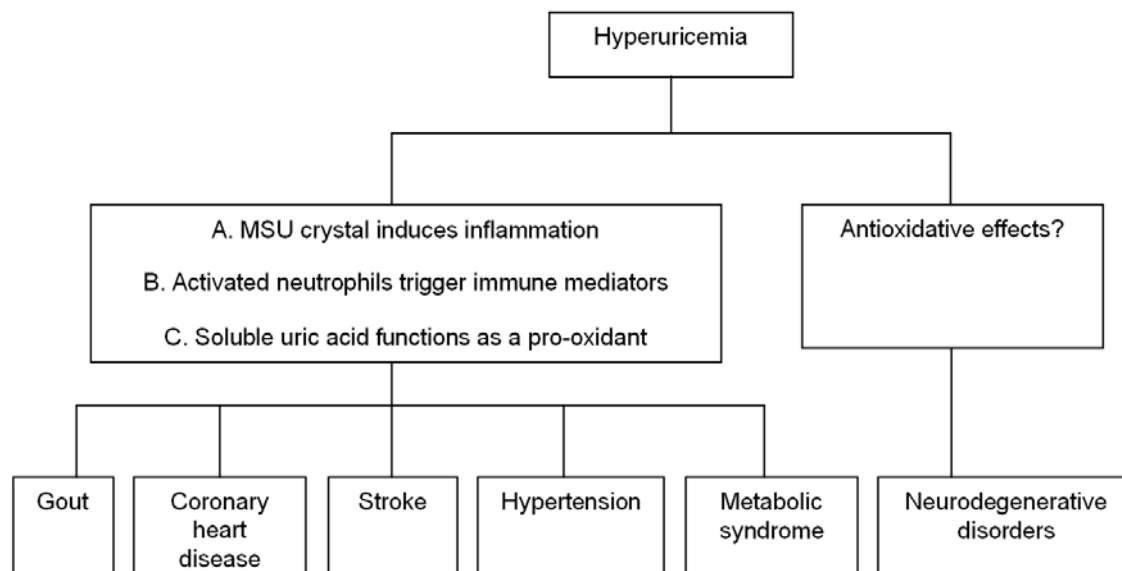 Hyperuricemia
A. MSU crystal induces inflammation
B. Activated neutrophils trigger immune mediators
C. Soluble uric acid functions as a pro-oxidant
Antioxidative effects?
Gout
Coronary
heart
disease
Stroke
Hypertension
Metabolic
syndrome
Neurodegenerative
disorders